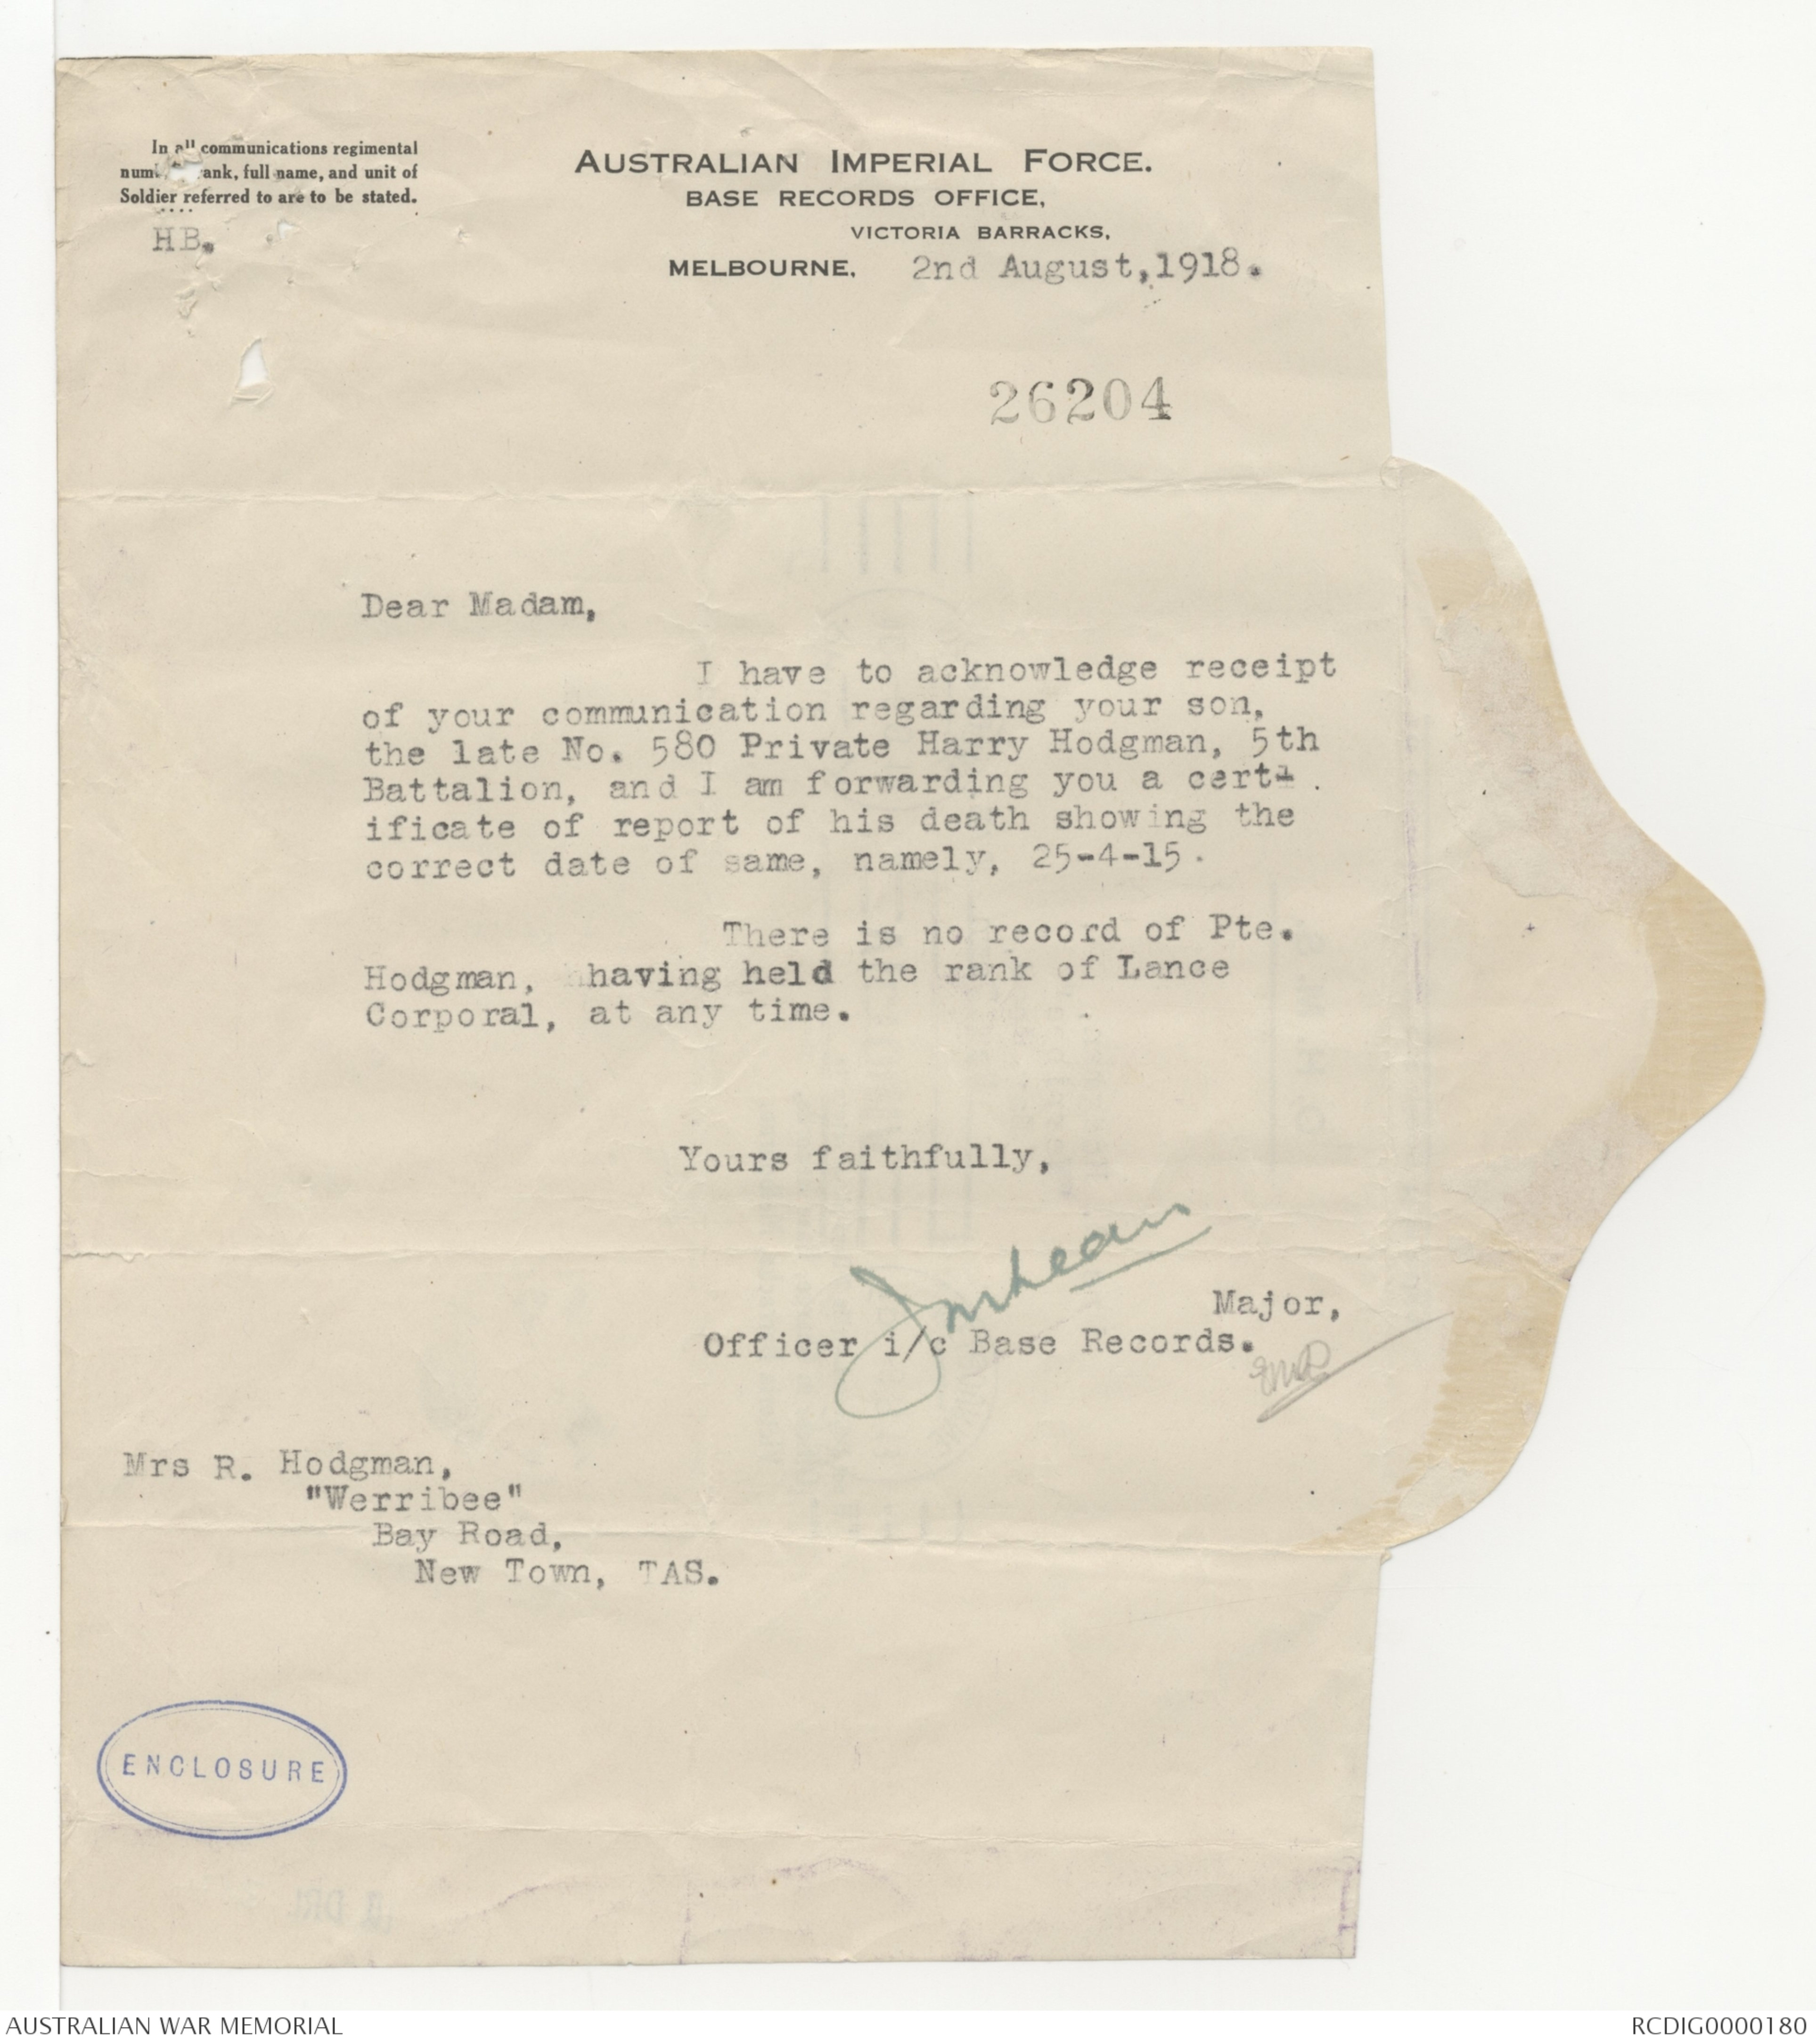 In all communications regimental
rank, full name, and unit of
Soldier referred to are to be stated.
HB.
AUSTRALIAN IMPERIAL FORCE.
BASE RECORDS OFFICE,
VICTORIA BARRACKS,
MELBOURNE, 2nd August, 1918.
26204
Dear Madam,
I have to acknowledge receipt
of your communication regarding your son,
the late No. 580 Private Harry Hodgman, 5th
Battalion, and I am forwarding you a cert-
ificate of report of his death showing the
correct date of same, namely, 25-4-15.
There is no record of Pte.
Hodgman, having held the rank of Lance
Corporal, at any time.
Yours faithfully,
Major,
Officer i/c Base Records.
Mrs R. Hodgman,
"Werribee"
Bay Road,
New Town, TAS.
ENCLOSURE
AUSTRALIAN WAR MEMORIAL
RCDIG0000180